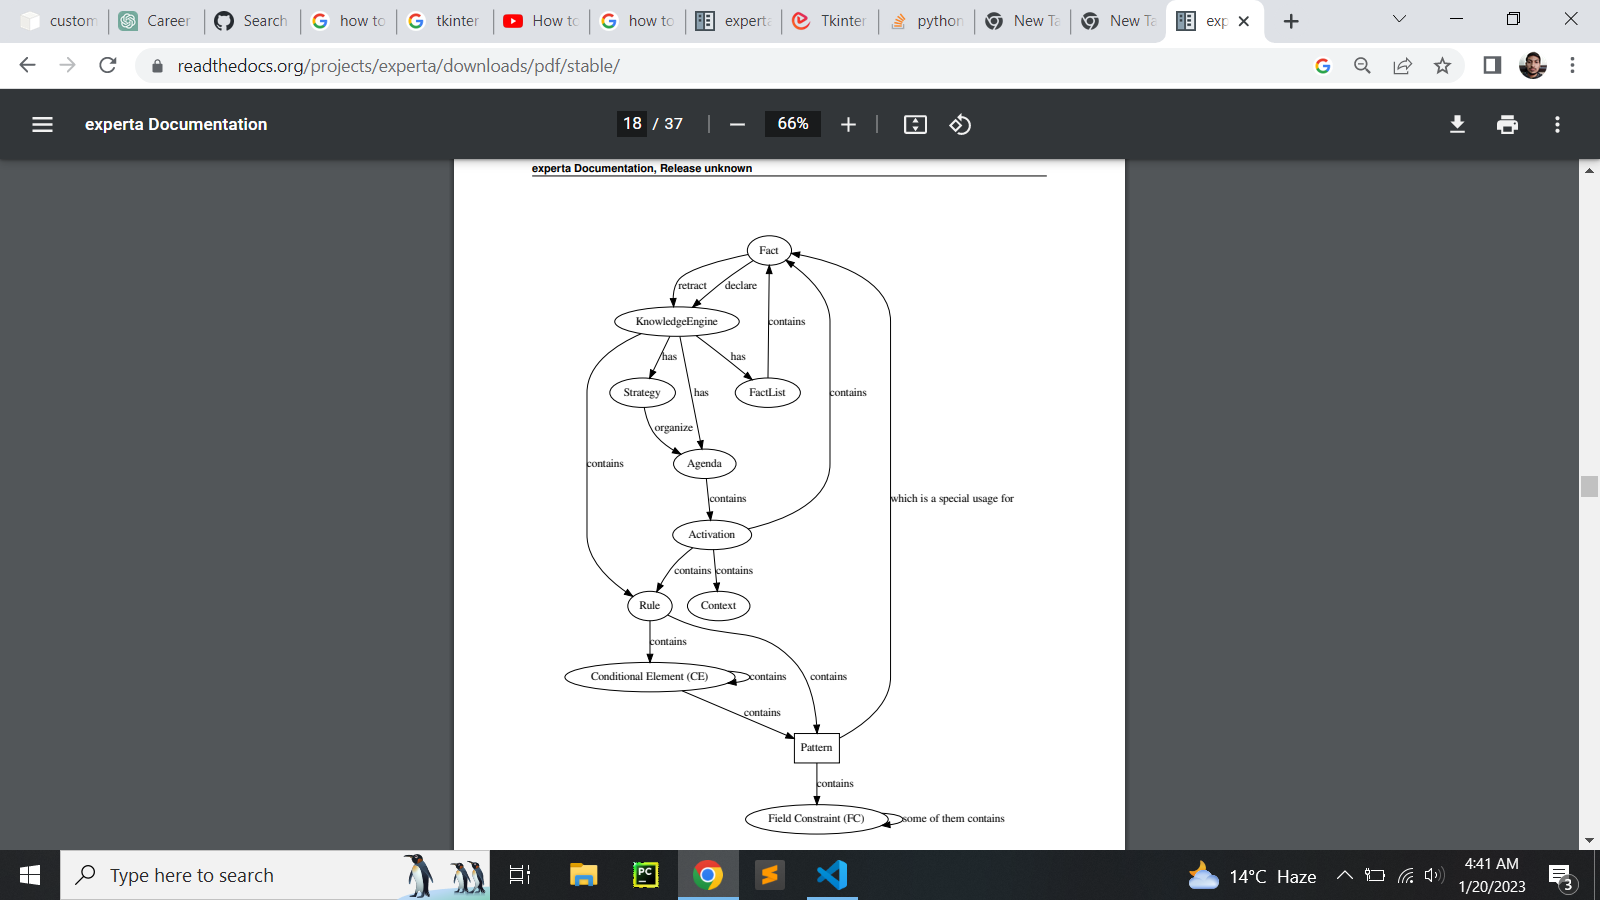 custom
Career
Search
how to
tkinter
How to
how to
experta
Tkinter
python
New Ta
New Ta
exp
readthedocs.org/projects/experta/downloads/pdf/stable/
experta Documentation
18 / 37
66%
experta Documentation, Release unknown
Fact
retract
declare
KnowledgeEngine
contains
has
has
Strategy
has
FactList
contains
organize
contains
Agenda
contains
which is a special usage for
Activation
contains
contains
Rule
Context
contains
Conditional Element (CE)
contains
contains
contains
Pattern
contains
Field Constraint (FC)
some of them contains
Type here to search
PC
14°C Haze
4:41 AM
1/20/2023
3